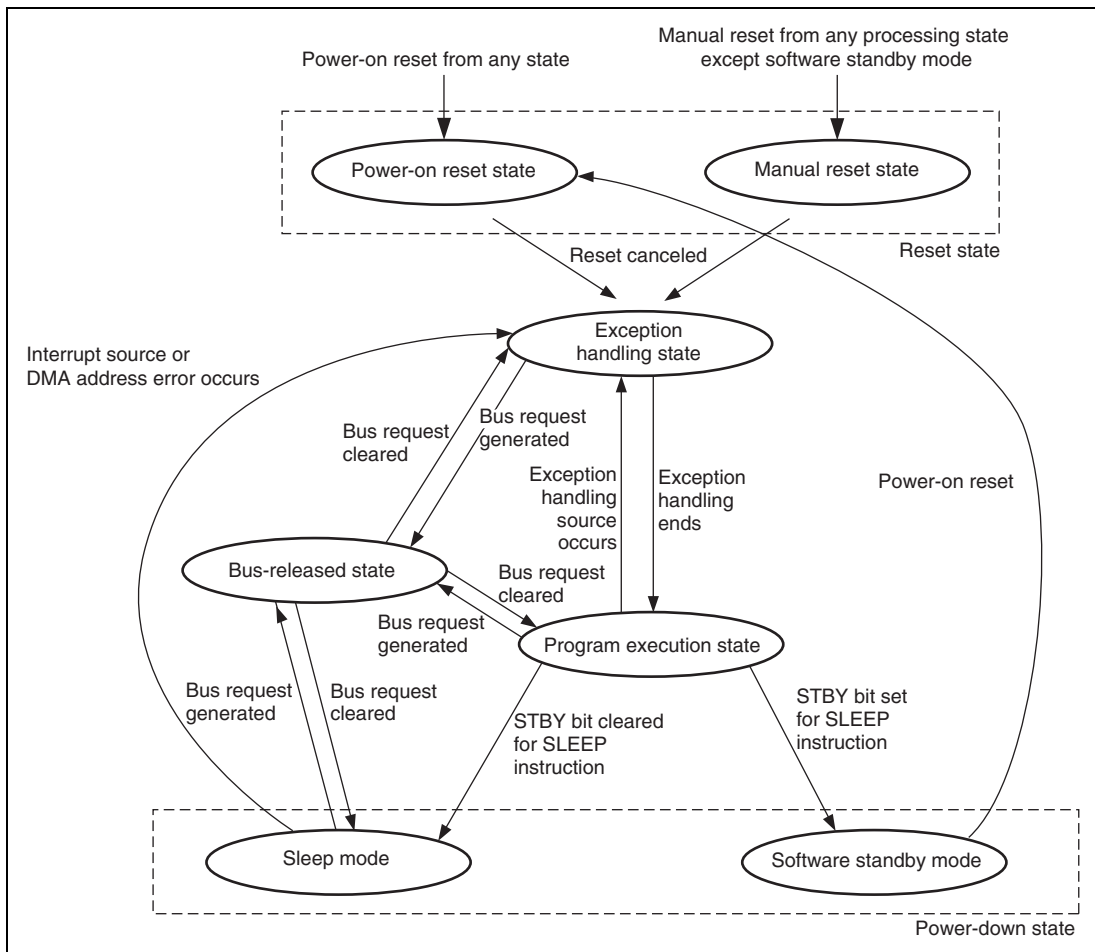 Manual reset from any processing state
except software standby mode
Power-on reset from any state
Power-on reset state
Manual reset state
Reset state
Reset canceled
Exception
handling state
Interrupt source or
DMA address error occurs
Bus request
cleared
Bus request
generated
Exception
handling
source
occurs
Exception
handling
ends
Power-on reset
Bus-released state
Bus request
cleared
Bus request
generated
Program execution state
Bus request
generated
Bus request
cleared
STBY bit cleared
for SLEEP
instruction
STBY bit set
for SLEEP
instruction
Sleep mode
Software standby mode
Power-down state